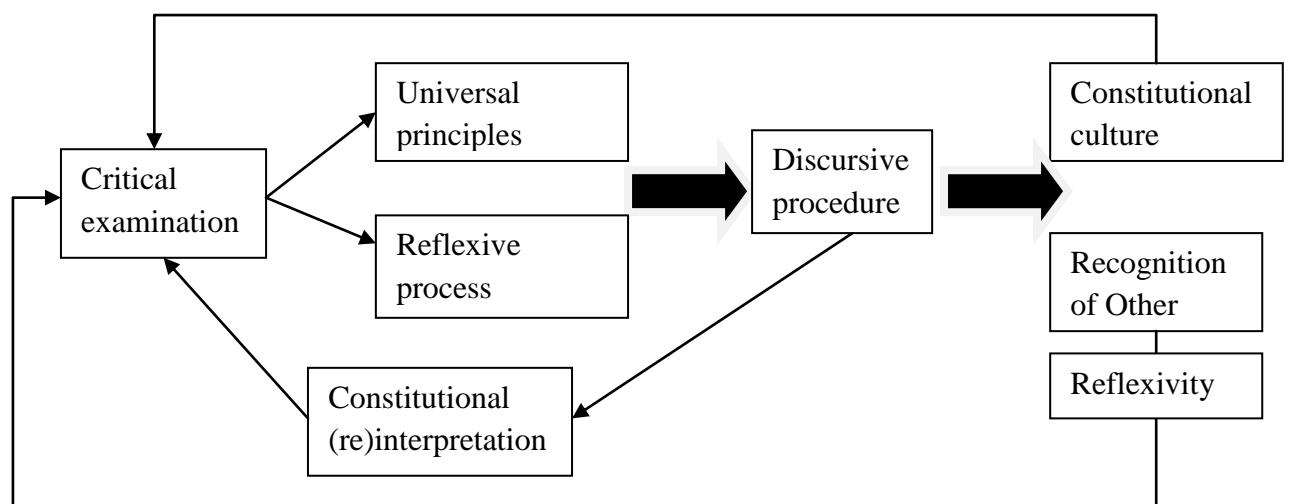 Critical
examination
Universal
principles
Reflexive
process
Discursive
procedure
Constitutional
(re)interpretation
Constitutional
culture
Recognition
of Other
Reflexivity